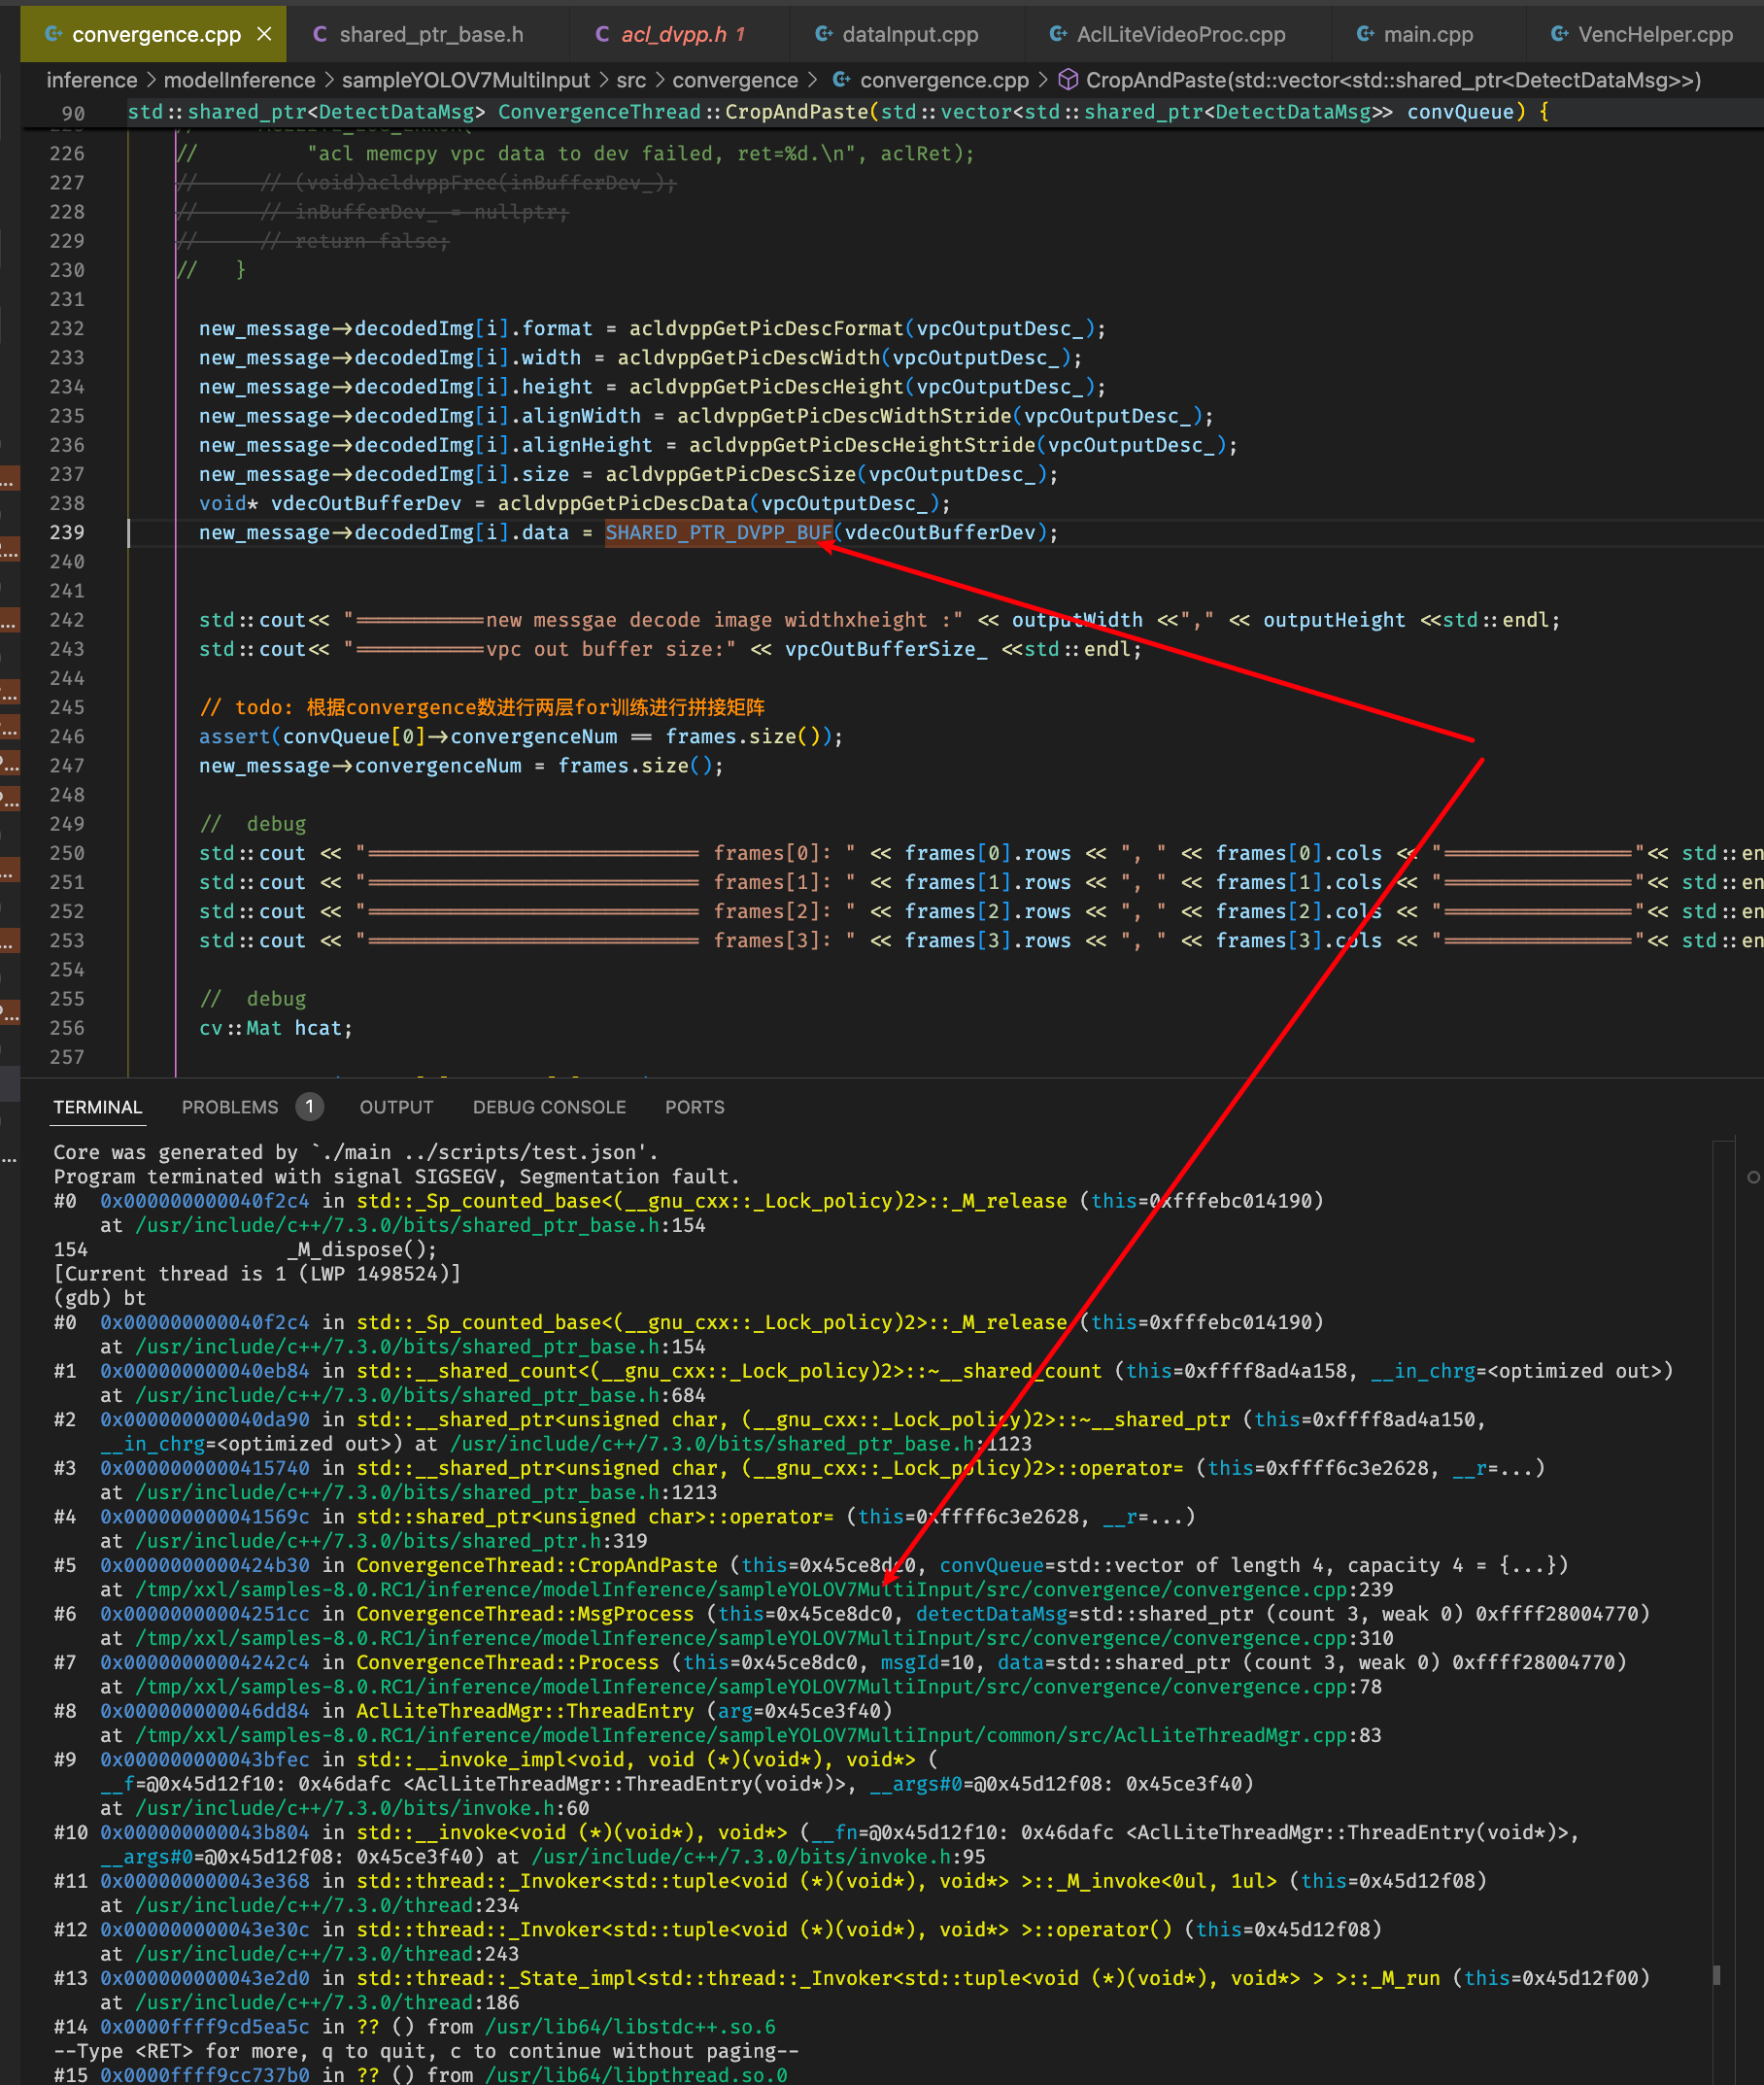 convergence.cpp
shared_ptr_base.h
acl_dvpp.h 1
dataInput.cpp
AclLiteVideoProc.cpp
main.cpp
VencHelper.cpp
inference > modelInference > sampleYOLOV7MultiInput > src > convergence > convergence.cpp > CropAndPaste(std::vector<std::shared_ptr<DetectDataMsg>>)
90 std::shared_ptr<DetectDataMsg> ConvergenceThread::CropAndPaste(std::vector<std::shared_ptr<DetectDataMsg>> convQueue) {
226 // "acl memcpy vpc data to dev failed, ret=%d.\n", aclRet);
227 // // (void)acldvppFree(inBufferDev_);
228 // // inBufferDev_ = nullptr;
229 // // return false;
230 // }
231
232 new_message->decodedImg[i].format = acldvppGetPicDescFormat(vpcOutputDesc_);
233 new_message->decodedImg[i].width = acldvppGetPicDescWidth(vpcOutputDesc_);
234 new_message->decodedImg[i].height = acldvppGetPicDescHeight(vpcOutputDesc_);
235 new_message->decodedImg[i].alignWidth = acldvppGetPicDescWidthStride(vpcOutputDesc_);
236 new_message->decodedImg[i].alignHeight = acldvppGetPicDescHeightStride(vpcOutputDesc_);
237 new_message->decodedImg[i].size = acldvppGetPicDescSize(vpcOutputDesc_);
238 void* vdecOutBufferDev = acldvppGetPicDescData(vpcOutputDesc_);
239 new_message->decodedImg[i].data = SHARED_PTR_DVPP_BUF(vdecOutBufferDev);
240
241
242 std::cout<< "===========new messgae decode image widthxheight :" << outputWidth <<"," << outputHeight <<std::endl;
243 std::cout<< "===========vpc out buffer size:" << vpcOutBufferSize_ <<std::endl;
244
245 // todo: 根据convergence数进行两层for训练进行拼接矩阵
246 assert(convQueue[0]->convergenceNum == frames.size());
247 new_message->convergenceNum = frames.size();
248
249 // debug
250 std::cout << "============================ frames[0]: " << frames[0].rows << ", " << frames[0].cols << "================"<< std::en
251 std::cout << "============================ frames[1]: " << frames[1].rows << ", " << frames[1].cols << "================"<< std::en
252 std::cout << "============================ frames[2]: " << frames[2].rows << ", " << frames[2].cols << "================"<< std::en
253 std::cout << "============================ frames[3]: " << frames[3].rows << ", " << frames[3].cols << "================"<< std::en
254
255 // debug
256 cv::Mat hcat;
257
TERMINAL PROBLEMS 1 OUTPUT DEBUG CONSOLE PORTS
Core was generated by `./main ../scripts/test.json'.
Program terminated with signal SIGSEGV, Segmentation fault.
#0 0x000000000040f2c4 in std::_Sp_counted_base<(__gnu_cxx::_Lock_policy)2>::_M_release (this=0xfffebc014190)
at /usr/include/c++/7.3.0/bits/shared_ptr_base.h:154
154 _M_dispose();
[Current thread is 1 (LWP 1498524)]
(gdb) bt
#0 0x000000000040f2c4 in std::_Sp_counted_base<(__gnu_cxx::_Lock_policy)2>::_M_release (this=0xfffebc014190)
at /usr/include/c++/7.3.0/bits/shared_ptr_base.h:154
#1 0x000000000040eb84 in std::__shared_count<(__gnu_cxx::_Lock_policy)2>::~__shared_count (this=0xffff8ad4a158, __in_chrg=<optimized out>)
at /usr/include/c++/7.3.0/bits/shared_ptr_base.h:684
#2 0x000000000040da90 in std::__shared_ptr<unsigned char, (__gnu_cxx::_Lock_policy)2>::~__shared_ptr (this=0xffff8ad4a150,
__in_chrg=<optimized out>) at /usr/include/c++/7.3.0/bits/shared_ptr_base.h:1123
#3 0x0000000000415740 in std::__shared_ptr<unsigned char, (__gnu_cxx::_Lock_policy)2>::operator= (this=0xffff6c3e2628, __r=...)
at /usr/include/c++/7.3.0/bits/shared_ptr_base.h:1213
#4 0x000000000041569c in std::shared_ptr<unsigned char>::operator= (this=0xffff6c3e2628, __r=...)
at /usr/include/c++/7.3.0/bits/shared_ptr.h:319
#5 0x0000000000424b30 in ConvergenceThread::CropAndPaste (this=0x45ce8dc0, convQueue=std::vector of length 4, capacity 4 = {...})
at /tmp/xxl/samples-8.0.RC1/inference/modelInference/sampleYOLOV7MultiInput/src/convergence/convergence.cpp:239
#6 0x00000000004251cc in ConvergenceThread::MsgProcess (this=0x45ce8dc0, detectDataMsg=std::shared_ptr (count 3, weak 0) 0xffff28004770)
at /tmp/xxl/samples-8.0.RC1/inference/modelInference/sampleYOLOV7MultiInput/src/convergence/convergence.cpp:310
#7 0x00000000004242c4 in ConvergenceThread::Process (this=0x45ce8dc0, msgId=10, data=std::shared_ptr (count 3, weak 0) 0xffff28004770)
at /tmp/xxl/samples-8.0.RC1/inference/modelInference/sampleYOLOV7MultiInput/src/convergence/convergence.cpp:78
#8 0x000000000046dd84 in AclLiteThreadMgr::ThreadEntry (arg=0x45ce3f40)
at /tmp/xxl/samples-8.0.RC1/inference/modelInference/sampleYOLOV7MultiInput/common/src/AclLiteThreadMgr.cpp:83
#9 0x000000000043bfec in std::__invoke_impl<void, void (*)(void*), void*> (
__f=@0x45d12f10: 0x46dafc <AclLiteThreadMgr::ThreadEntry(void*)>, __args#0=@0x45d12f08: 0x45ce3f40)
at /usr/include/c++/7.3.0/bits/invoke.h:60
#10 0x000000000043b804 in std::__invoke<void (*)(void*), void*> (__fn=@0x45d12f10: 0x46dafc <AclLiteThreadMgr::ThreadEntry(void*)>,
__args#0=@0x45d12f08: 0x45ce3f40) at /usr/include/c++/7.3.0/bits/invoke.h:95
#11 0x000000000043e368 in std::thread::_Invoker<std::tuple<void (*)(void*), void*> >::_M_invoke<0ul, 1ul> (this=0x45d12f08)
at /usr/include/c++/7.3.0/thread:234
#12 0x000000000043e30c in std::thread::_Invoker<std::tuple<void (*)(void*), void*> >::operator() (this=0x45d12f08)
at /usr/include/c++/7.3.0/thread:243
#13 0x000000000043e2d0 in std::thread::_State_impl<std::thread::_Invoker<std::tuple<void (*)(void*), void*> > >::_M_run (this=0x45d12f00)
at /usr/include/c++/7.3.0/thread:186
#14 0x0000ffff9cd5ea5c in ?? () from /usr/lib64/libstdc++.so.6
--Type <RET> for more, q to quit, c to continue without paging--
#15 0x0000ffff9cc737b0 in ?? () from /usr/lib64/libpthread.so.0